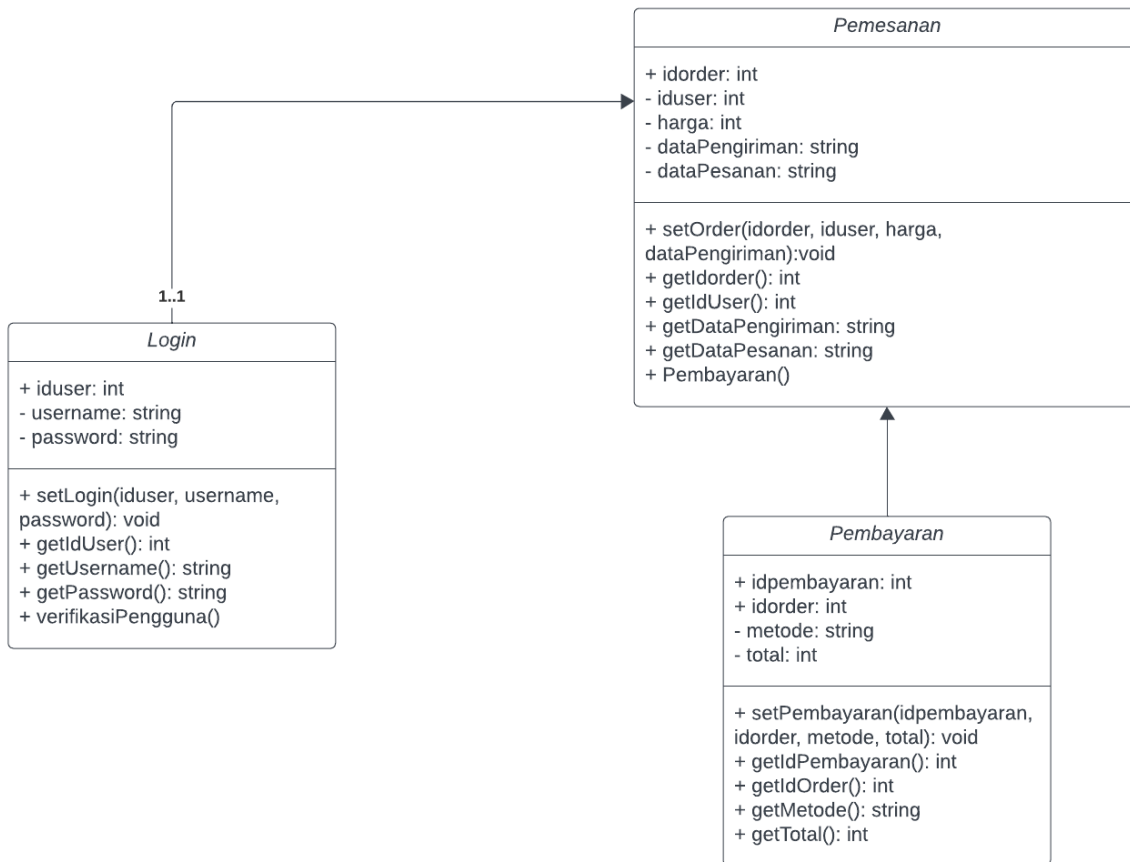 Pemesanan
+ idorder: int
- iduser: int
- harga: int
- dataPengiriman: string
- dataPesanan: string
+ setOrder(idorder, iduser, harga,
dataPengiriman):void
+ getIdorder(): int
+ getIdUser(): int
+ getDataPengiriman: string
+ getDataPesanan: string
+ Pembayaran()
1..1
Login
+ iduser: int
- username: string
- password: string
+ setLogin(iduser, username,
password): void
+ getIdUser(): int
+ getUsername(): string
+ getPassword(): string
+ verifikasiPengguna()
Pembayaran
+ idpembayaran: int
+ idorder: int
- metode: string
- total: int
+ setPembayaran(idpembayaran,
idorder, metode, total): void
+ getIdPembayaran(): int
+ getIdOrder(): int
+ getMetode(): string
+ getTotal(): int